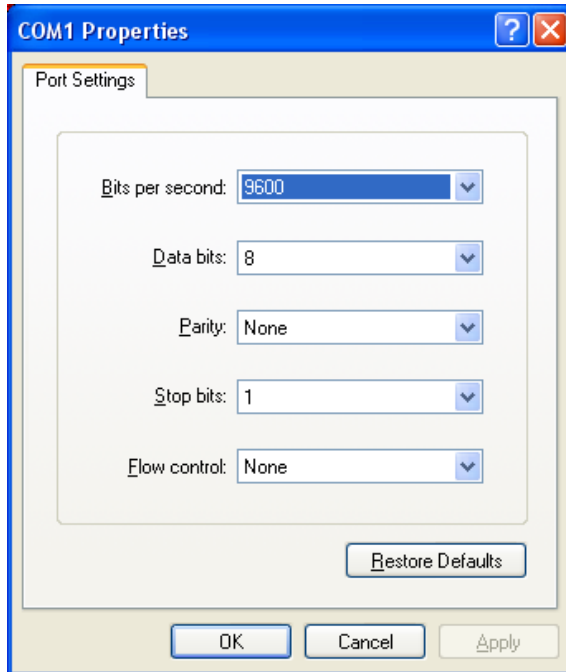 COM1 Properties
Port Settings
Bits per second: 9600
Data bits: 8
Parity: None
Stop bits: 1
Flow control: None
Restore Defaults
OK Cancel Apply